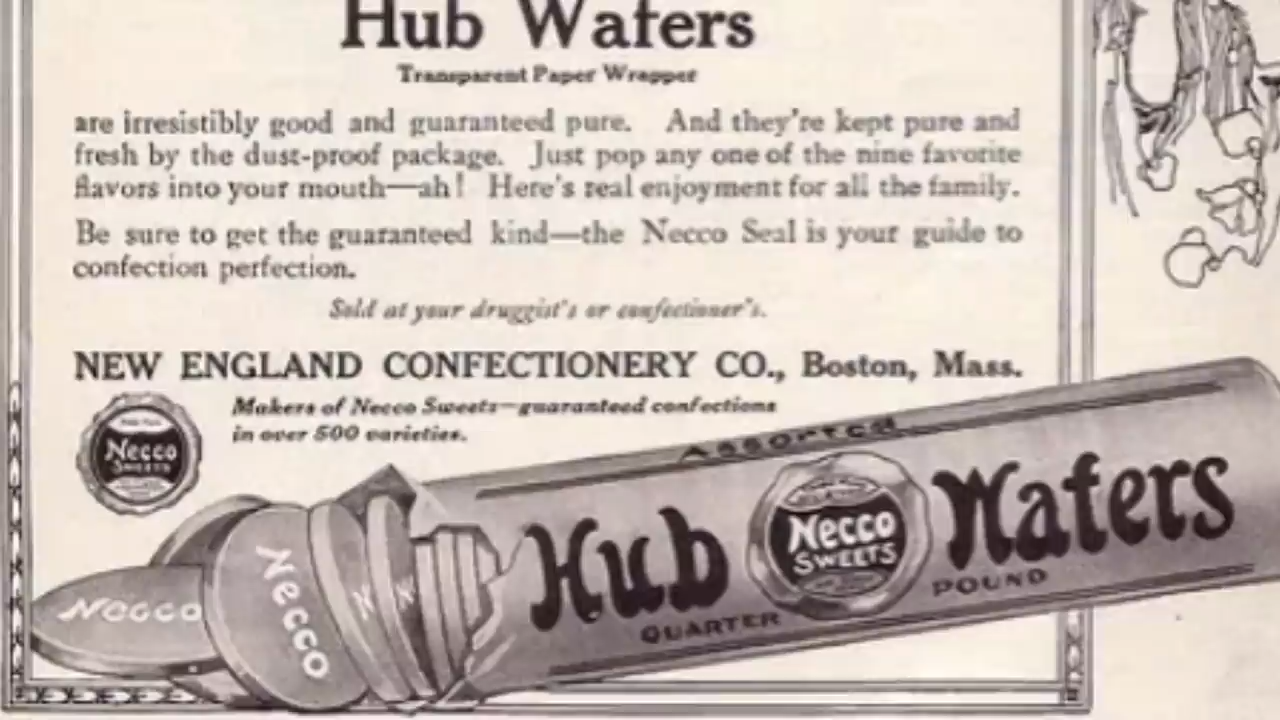 Hub Wafers
Transparent Paper Wrapper
are irresistibly good and guaranteed pure. And they're kept pure and
fresh by the dust-proof package. Just pop any one of the nine favorite
flavors into your mouth—ah! Here's real enjoyment for all the family.
Be sure to get the guaranteed kind—the Necco Seal is your guide to
confection perfection.
Sold at your druggist's or confectioner's.
NEW ENGLAND CONFECTIONERY CO., Boston, Mass.
Makers of Necco Sweets—guaranteed confections
in over 500 varieties.
Necco
SWEETS
ASSORTED
Hub Wafers
Necco
SWEETS
QUARTER POUND
Necco
Necco
N
N